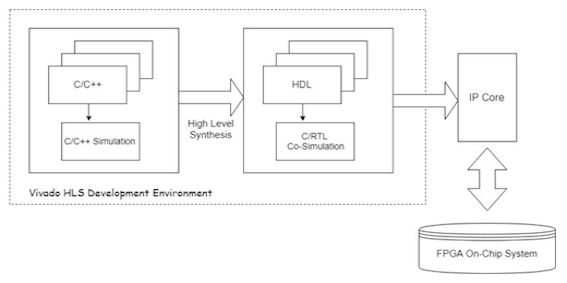 C/C++
C/C++ Simulation
High Level
Synthesis
HDL
C/RTL
Co-Simulation
IP Core
Vivado HLS Development Environment
FPGA On-Chip System